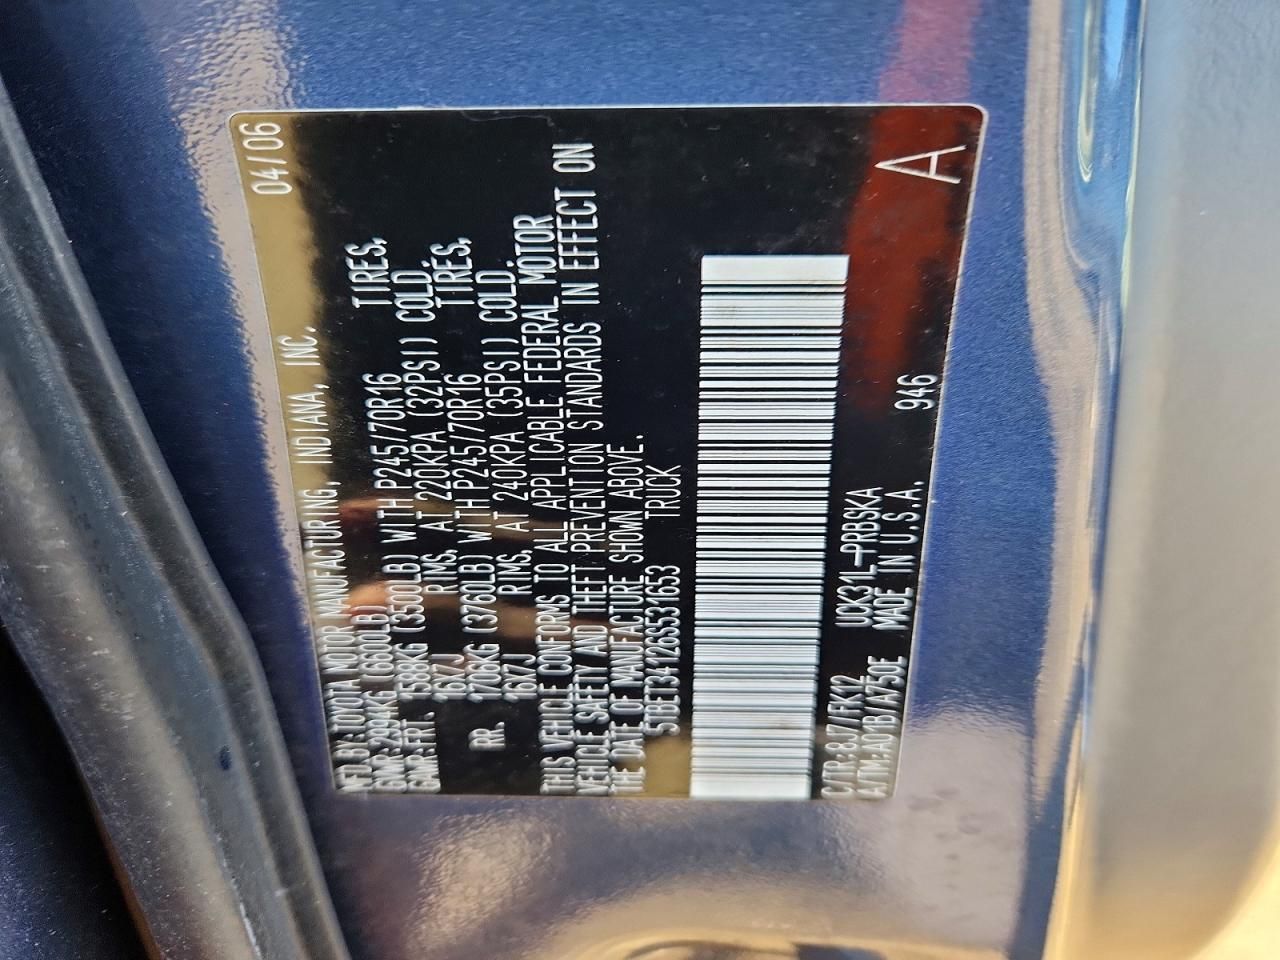 MFD BY:TOYOTA MOTOR MANUFACTURING, INDIANA, INC. 04/06
GVWR:2994KG (6600LB)
GAWR:FRT. 1588KG (3500LB) WITH P245/70R16 TIRES,
16X7J RIMS, AT 220KPA (32PSI) COLD.
RR. 1706KG (3760LB) WITH P245/70R16 TIRES,
16X7J RIMS, AT 240KPA (35PSI) COLD.
THIS VEHICLE CONFORMS TO ALL APPLICABLE FEDERAL MOTOR
VEHICLE SAFETY AND THEFT PREVENTION STANDARDS IN EFFECT ON
THE DATE OF MANUFACTURE SHOWN ABOVE.
5TBET34126S531653 TRUCK
C/TR:8J7/FK12 UCK31L-PRBSKA
A/TM:A01B/A750E MADE IN U.S.A. 946 A